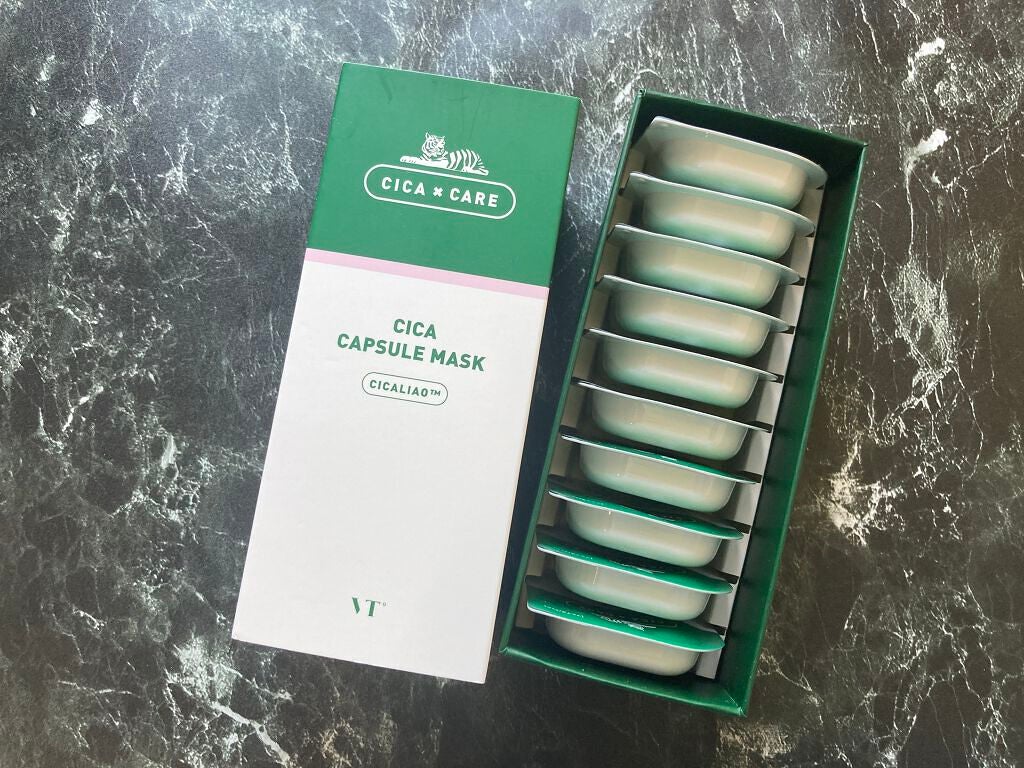 CICA × CARE
CICA
CAPSULE MASK
CICALIAO™
VT